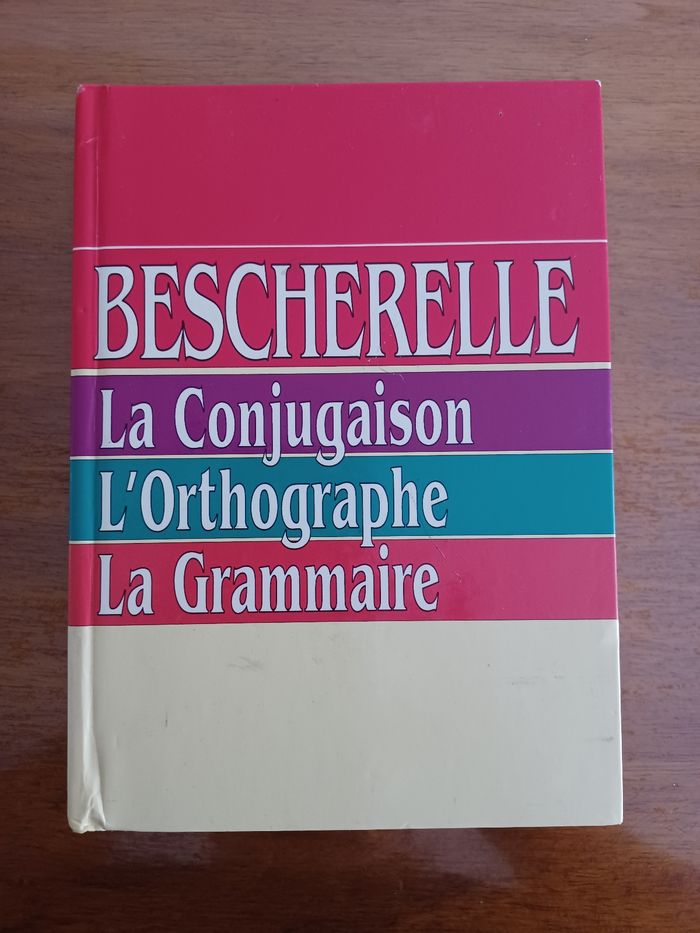 BESCHERELLE
La Conjugaison
L'Orthographe
La Grammaire